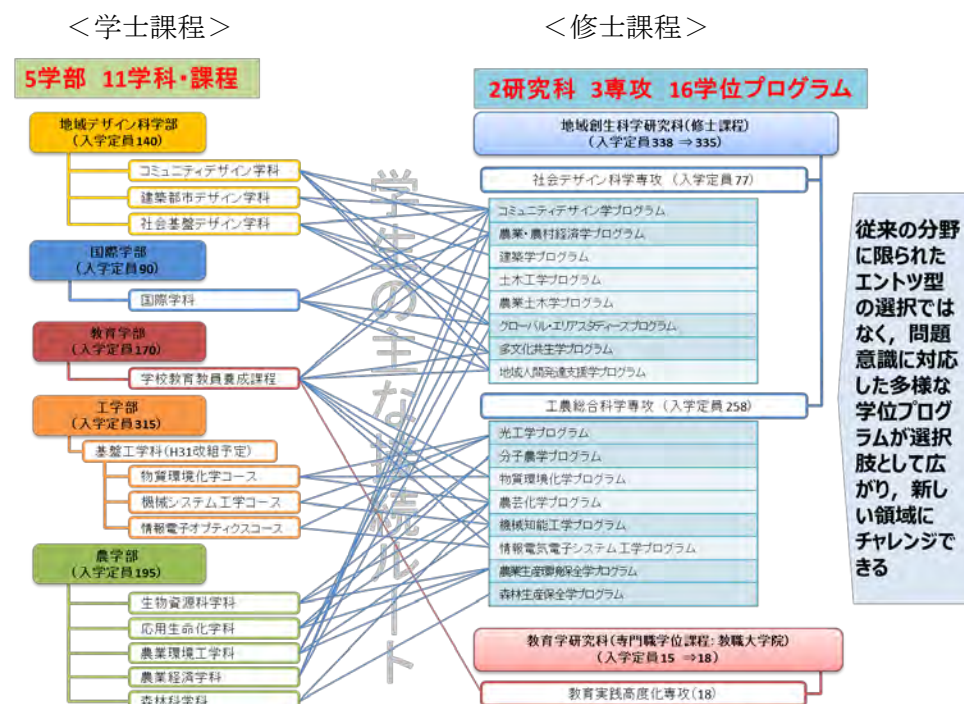 ＜学士課程＞
＜修士課程＞
5学部 11学科・課程
2研究科 3専攻 16学位プログラム
地域デザイン科学部
（入学定員140）
コミュニティデザイン学科
建築都市デザイン学科
社会基盤デザイン学科
国際学部
（入学定員90）
国際学科
教育学部
（入学定員170）
学校教育教員養成課程
工学部
（入学定員315）
基盤工学科（H31改組予定）
物質環境化学コース
機械システム工学コース
情報電子オプティクスコース
農学部
（入学定員195）
生物資源科学科
応用生命化学科
農業環境工学科
農業経済学科
森林科学科
学生の主な接続ルート
地域創生科学研究科（修士課程）
（入学定員338 ⇒335）
社会デザイン科学専攻 （入学定員77）
コミュニティデザイン学プログラム
農業・農村経済学プログラム
建築学プログラム
土木工学プログラム
農業土木学プログラム
グローバル・エリアスタディーズプログラム
多文化共生学プログラム
地域人間発達支援学プログラム
工農総合科学専攻 （入学定員258）
光工学プログラム
分子農学プログラム
物質環境化学プログラム
農芸化学プログラム
機械知能工学プログラム
情報電気電子システム工学プログラム
農業生産環境保全学プログラム
森林生産保全学プログラム
教育学研究科（専門職学位課程：教職大学院）
（入学定員15 ⇒18）
教育実践高度化専攻（18）
従来の分野
に限られた
エントツ型
の選択では
なく，問題
意識に対応
した多様な
学位プログ
ラムが選択
肢として広
がり，新し
い領域に
チャレンジで
きる